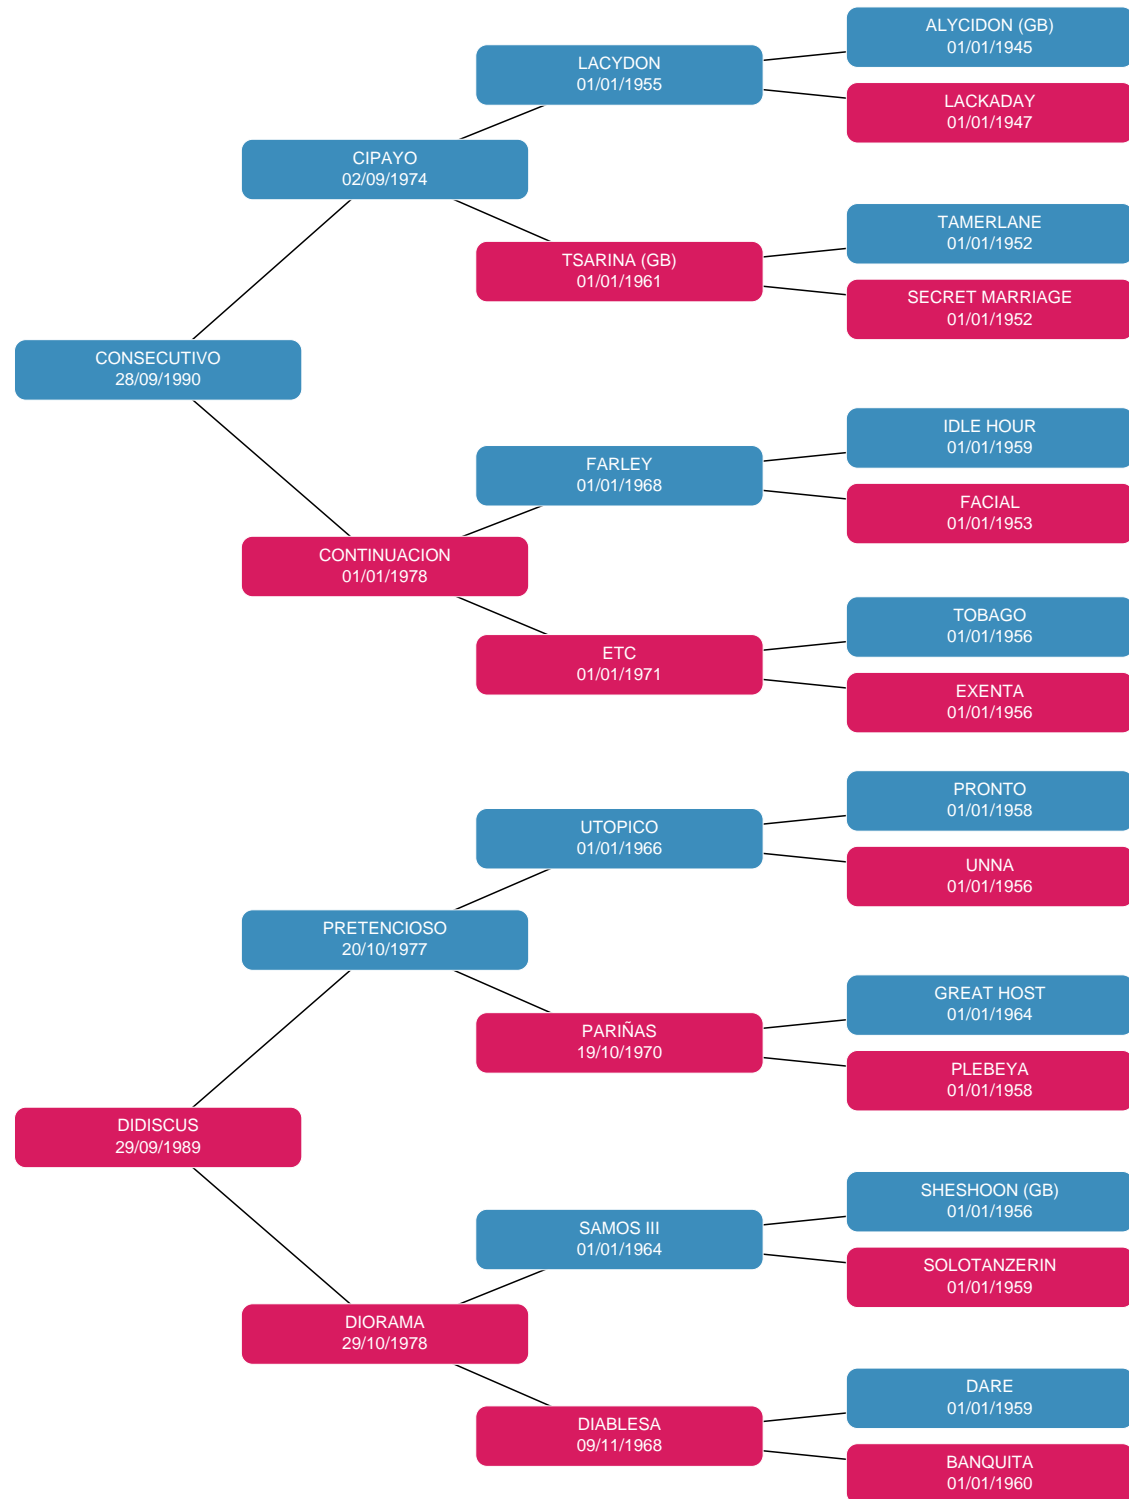 ALYCIDON (GB)
01/01/1945
LACYDON
01/01/1955
LACKADAY
01/01/1947
CIPAYO
02/09/1974
TAMERLANE
01/01/1952
TSARINA (GB)
01/01/1961
SECRET MARRIAGE
01/01/1952
CONSECUTIVO
28/09/1990
IDLE HOUR
01/01/1959
FARLEY
01/01/1968
FACIAL
01/01/1953
CONTINUACION
01/01/1978
TOBAGO
01/01/1956
ETC
01/01/1971
EXENTA
01/01/1956
PRONTO
01/01/1958
UTOPICO
01/01/1966
UNNA
01/01/1956
PRETENCIOSO
20/10/1977
GREAT HOST
01/01/1964
PARIÑAS
19/10/1970
PLEBEYA
01/01/1958
DIDISCUS
29/09/1989
SHESHOON (GB)
01/01/1956
SAMOS III
01/01/1964
SOLOTANZERIN
01/01/1959
DIORAMA
29/10/1978
DARE
01/01/1959
DIABLESA
09/11/1968
BANQUITA
01/01/1960